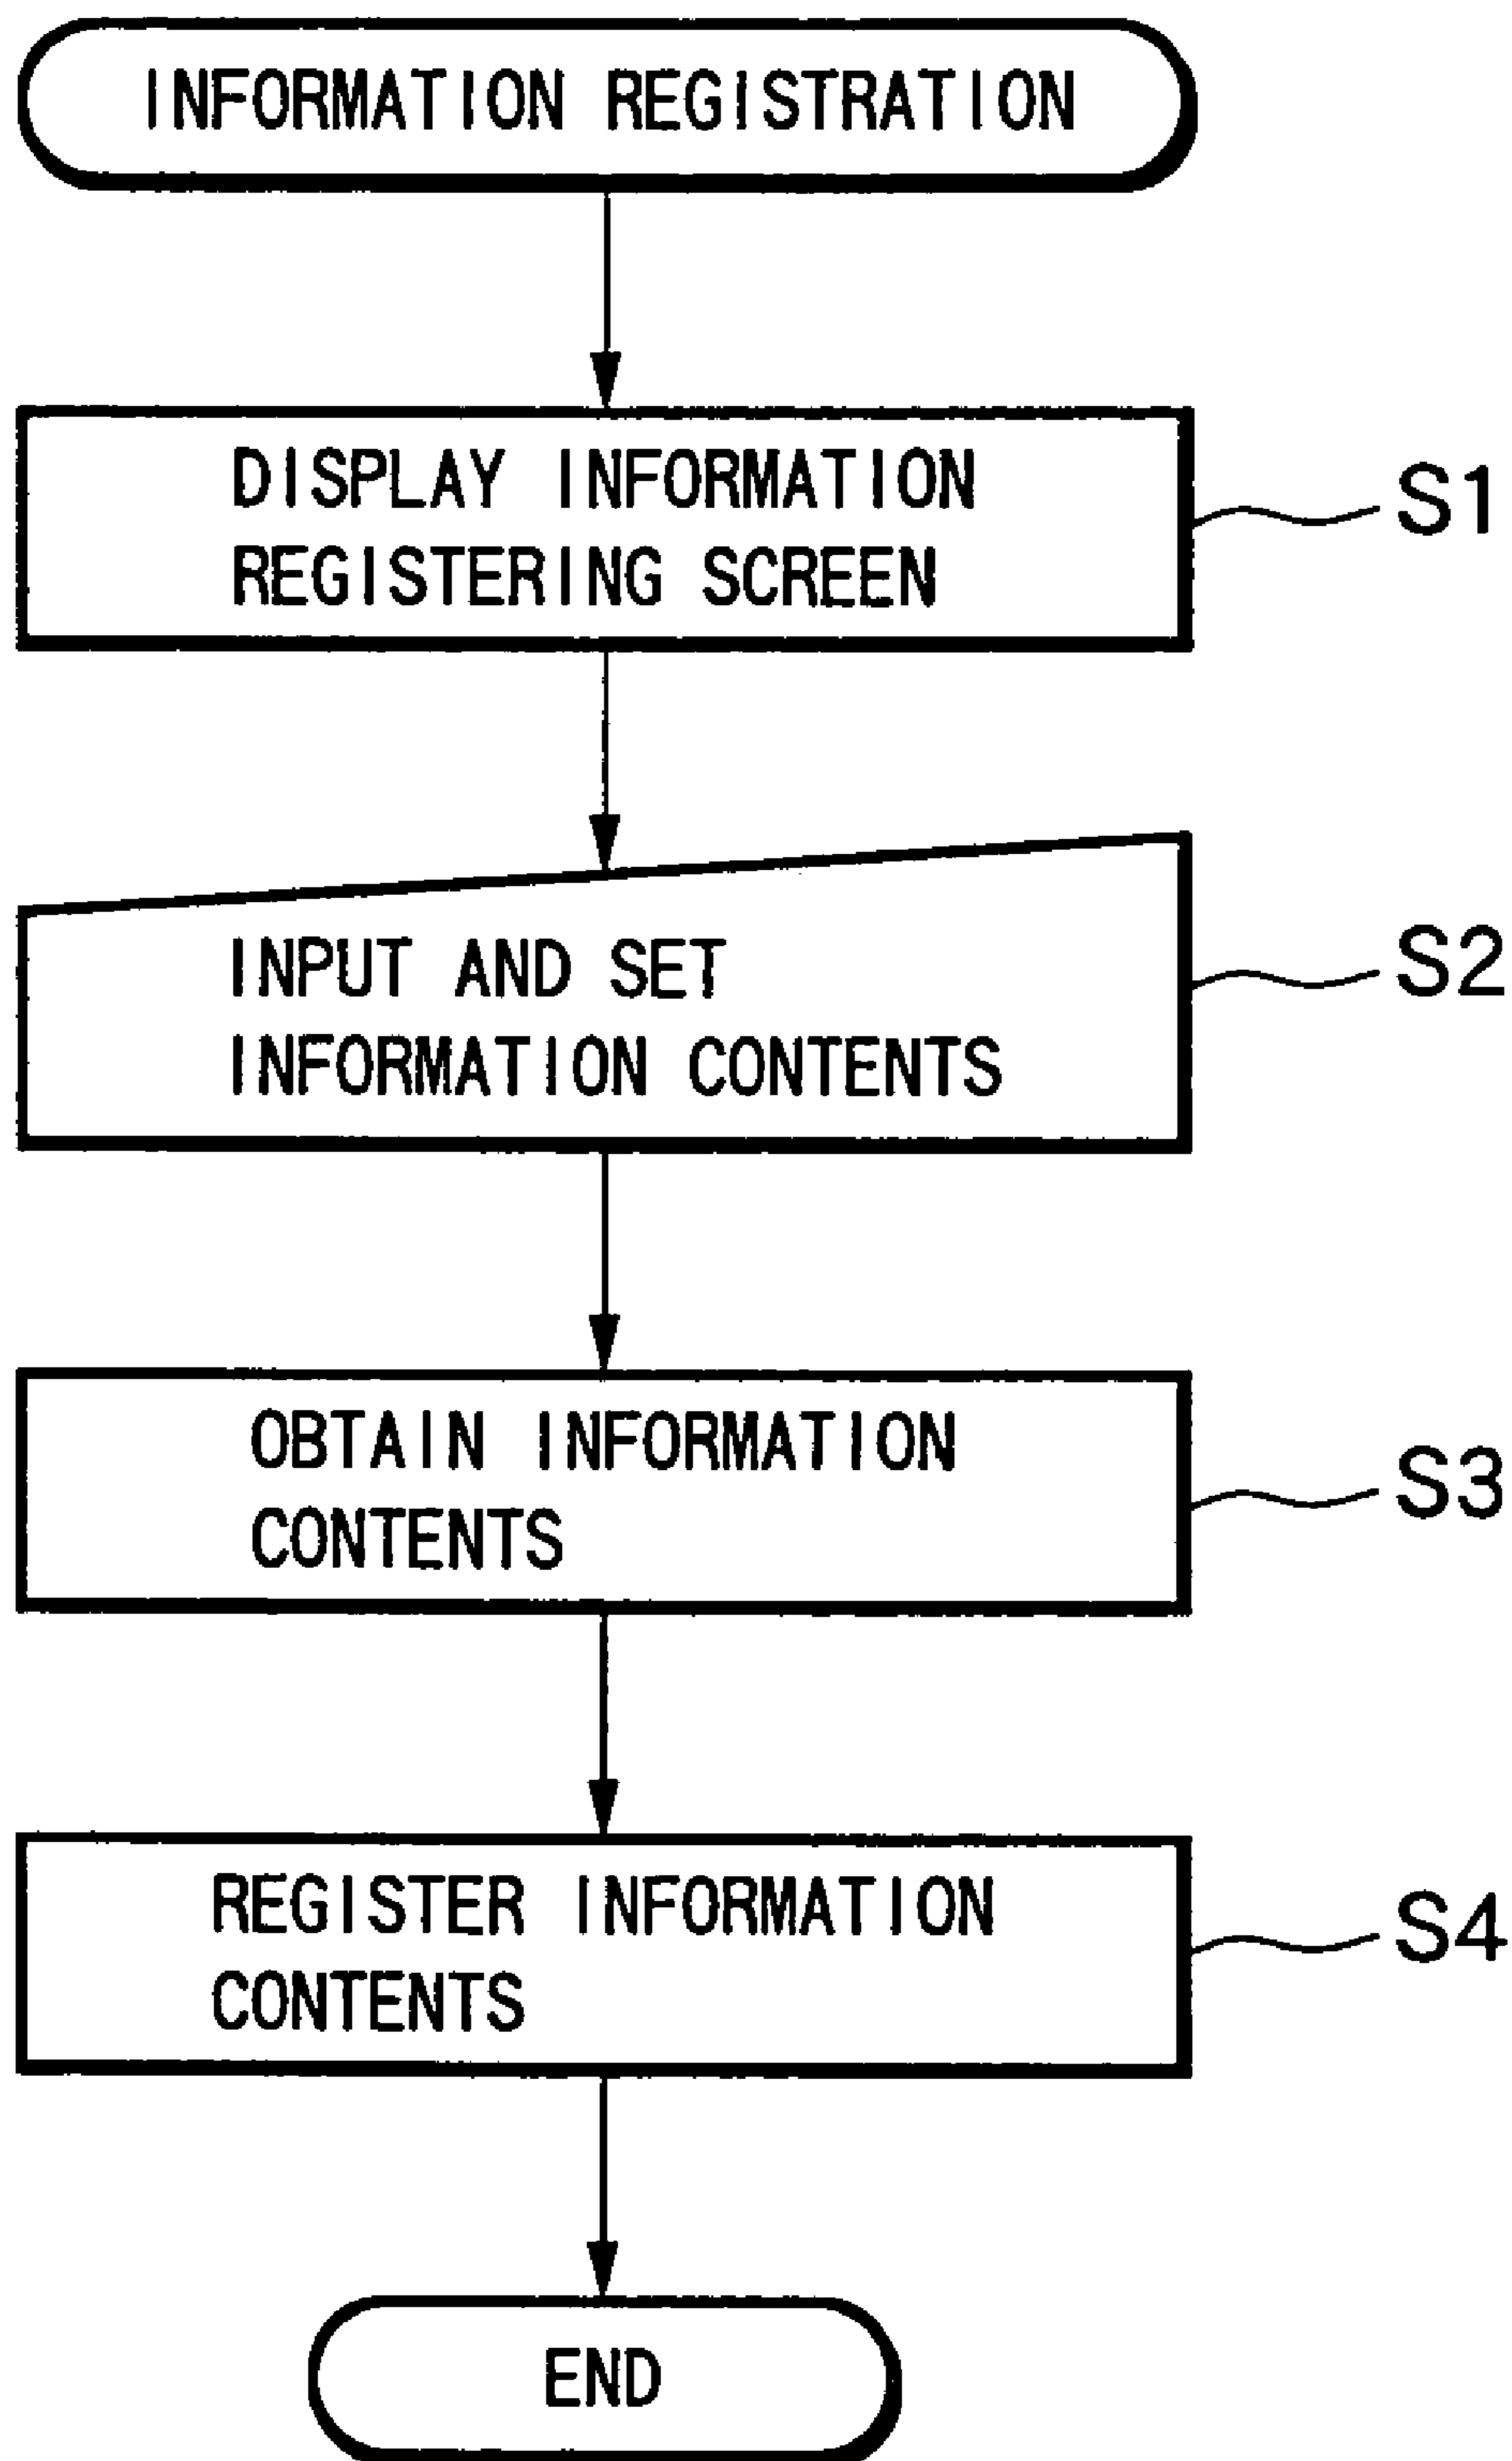 INFORMATION REGISTRATION
DISPLAY INFORMATION
REGISTERING SCREEN
S1
INPUT AND SET
INFORMATION CONTENTS
S2
OBTAIN INFORMATION
CONTENTS
S3
REGISTER INFORMATION
CONTENTS
S4
END